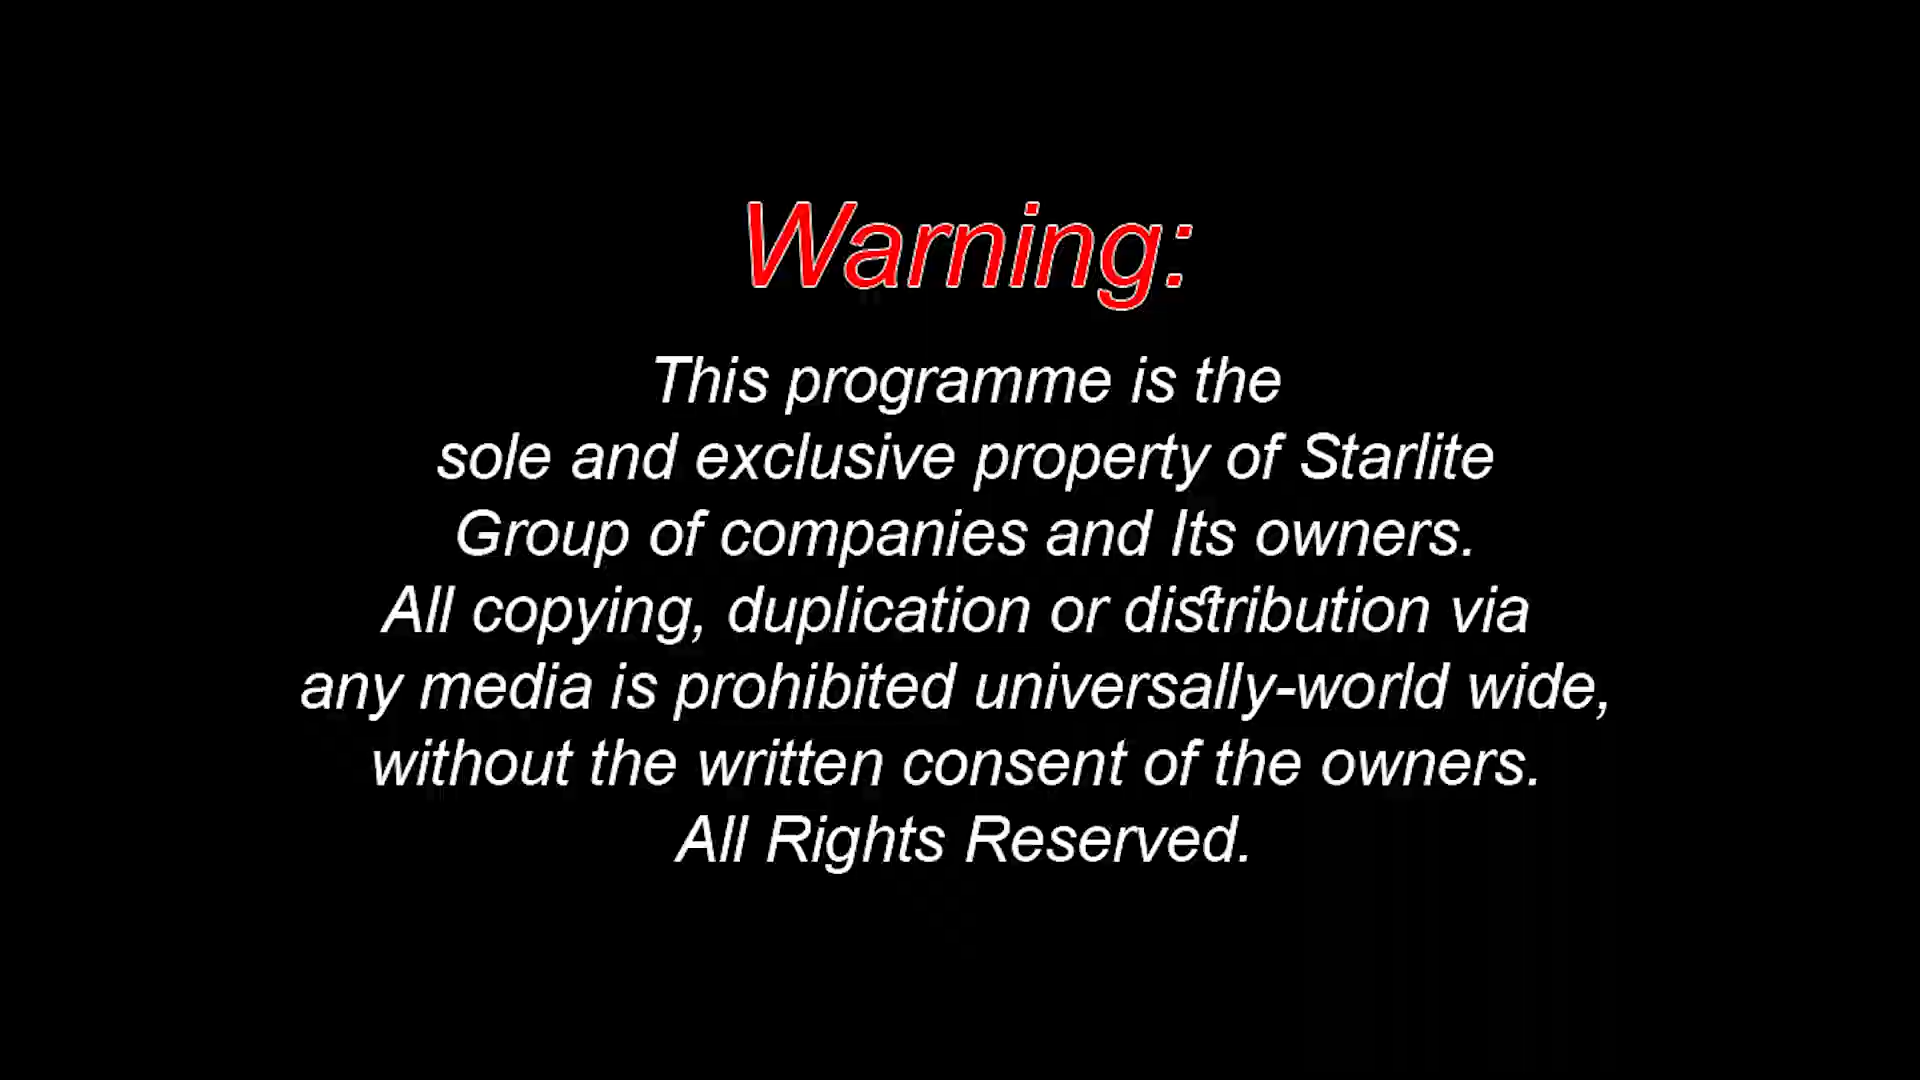 Warning:
This programme is the
sole and exclusive property of Starlite
Group of companies and Its owners.
All copying, duplication or distribution via
any media is prohibited universally-world wide,
without the written consent of the owners.
All Rights Reserved.